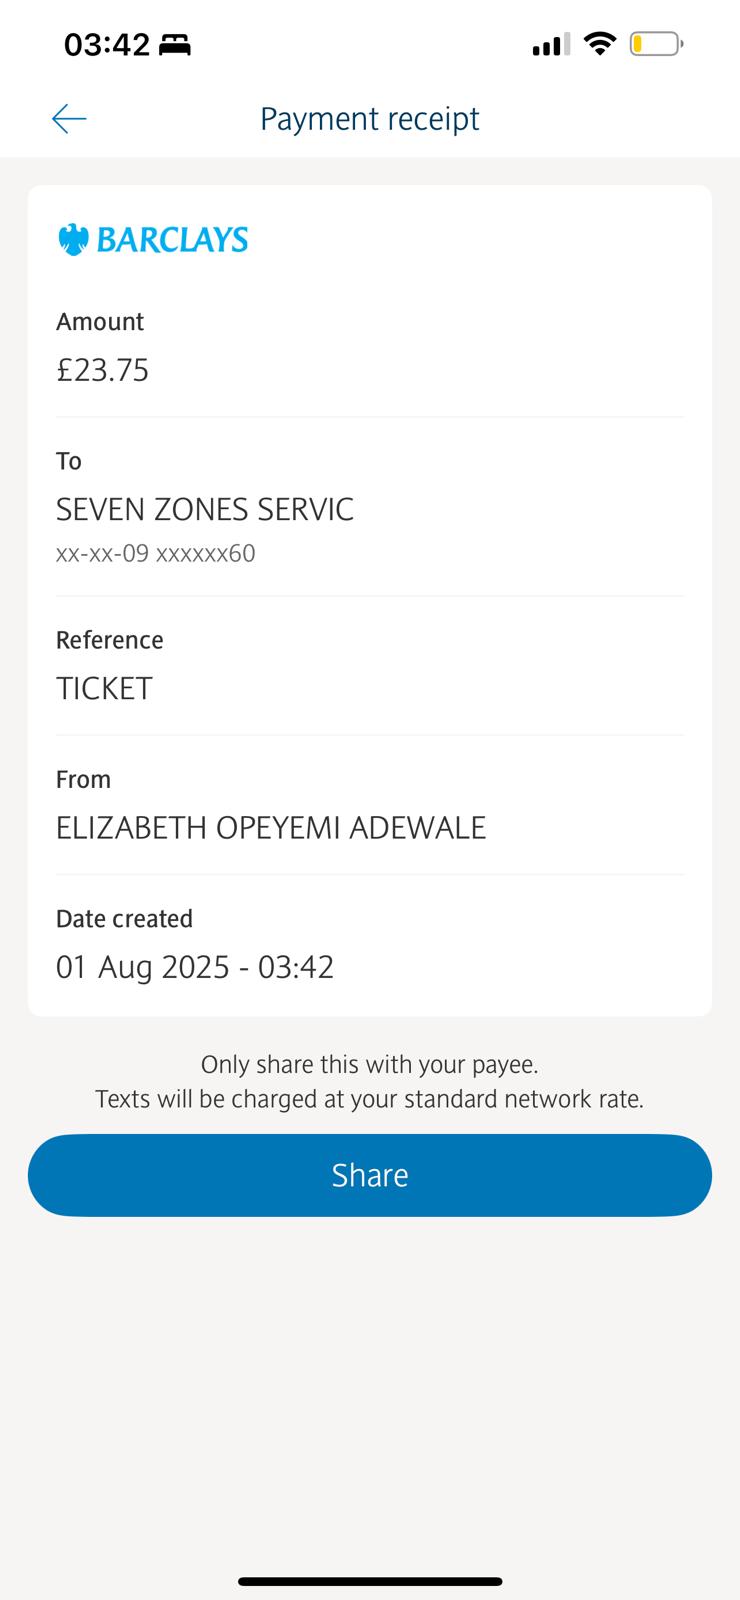 03:42
Payment receipt
BARCLAYS
Amount
£23.75
To
SEVEN ZONES SERVIC
xx-xx-09 xxxxxx60
Reference
TICKET
From
ELIZABETH OPEYEMI ADEWALE
Date created
01 Aug 2025 - 03:42
Only share this with your payee.
Texts will be charged at your standard network rate.
Share